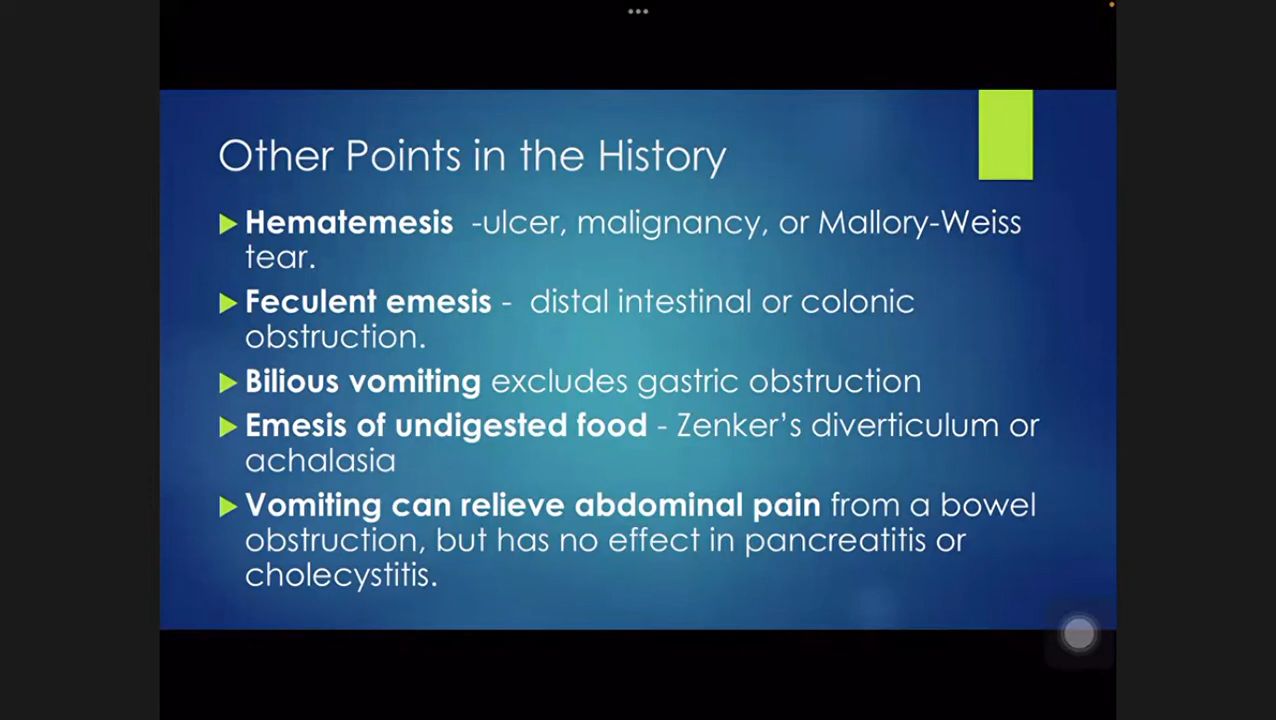 Other Points in the History
Hematemesis -ulcer, malignancy, or Mallory-Weiss
tear.
Feculent emesis - distal intestinal or colonic
obstruction.
Bilious vomiting excludes gastric obstruction
Emesis of undigested food - Zenker’s diverticulum or
achalasia
Vomiting can relieve abdominal pain from a bowel
obstruction, but has no effect in pancreatitis or
cholecystitis.